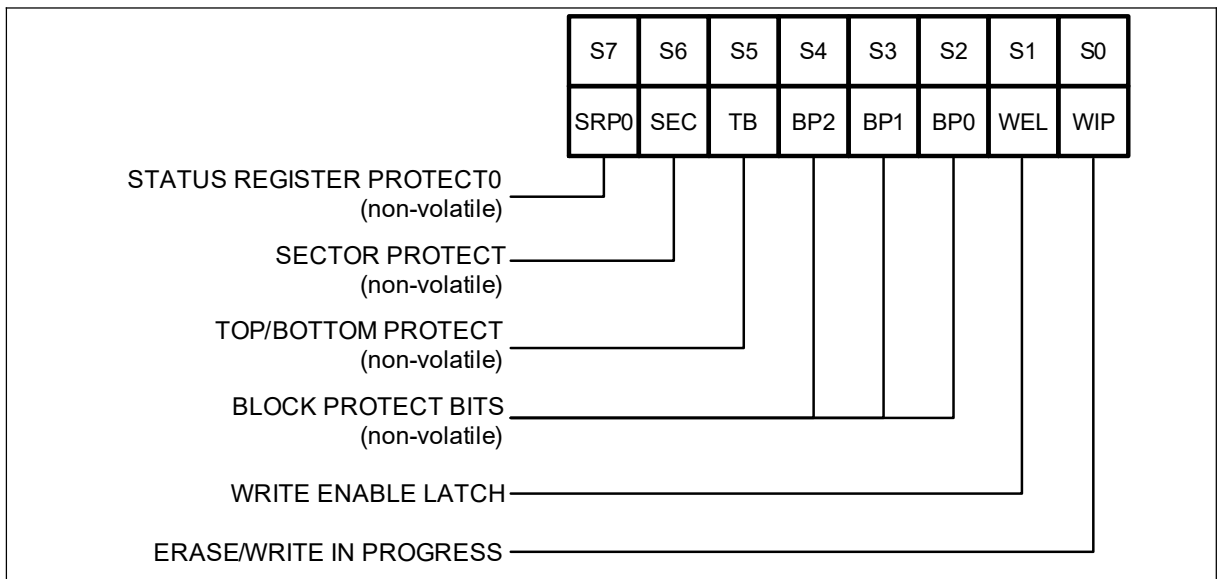 S7 S6 S5 S4 S3 S2 S1 S0
SRP0 SEC TB BP2 BP1 BP0 WEL WIP
STATUS REGISTER PROTECT0
(non-volatile)
SECTOR PROTECT
(non-volatile)
TOP/BOTTOM PROTECT
(non-volatile)
BLOCK PROTECT BITS
(non-volatile)
WRITE ENABLE LATCH
ERASE/WRITE IN PROGRESS